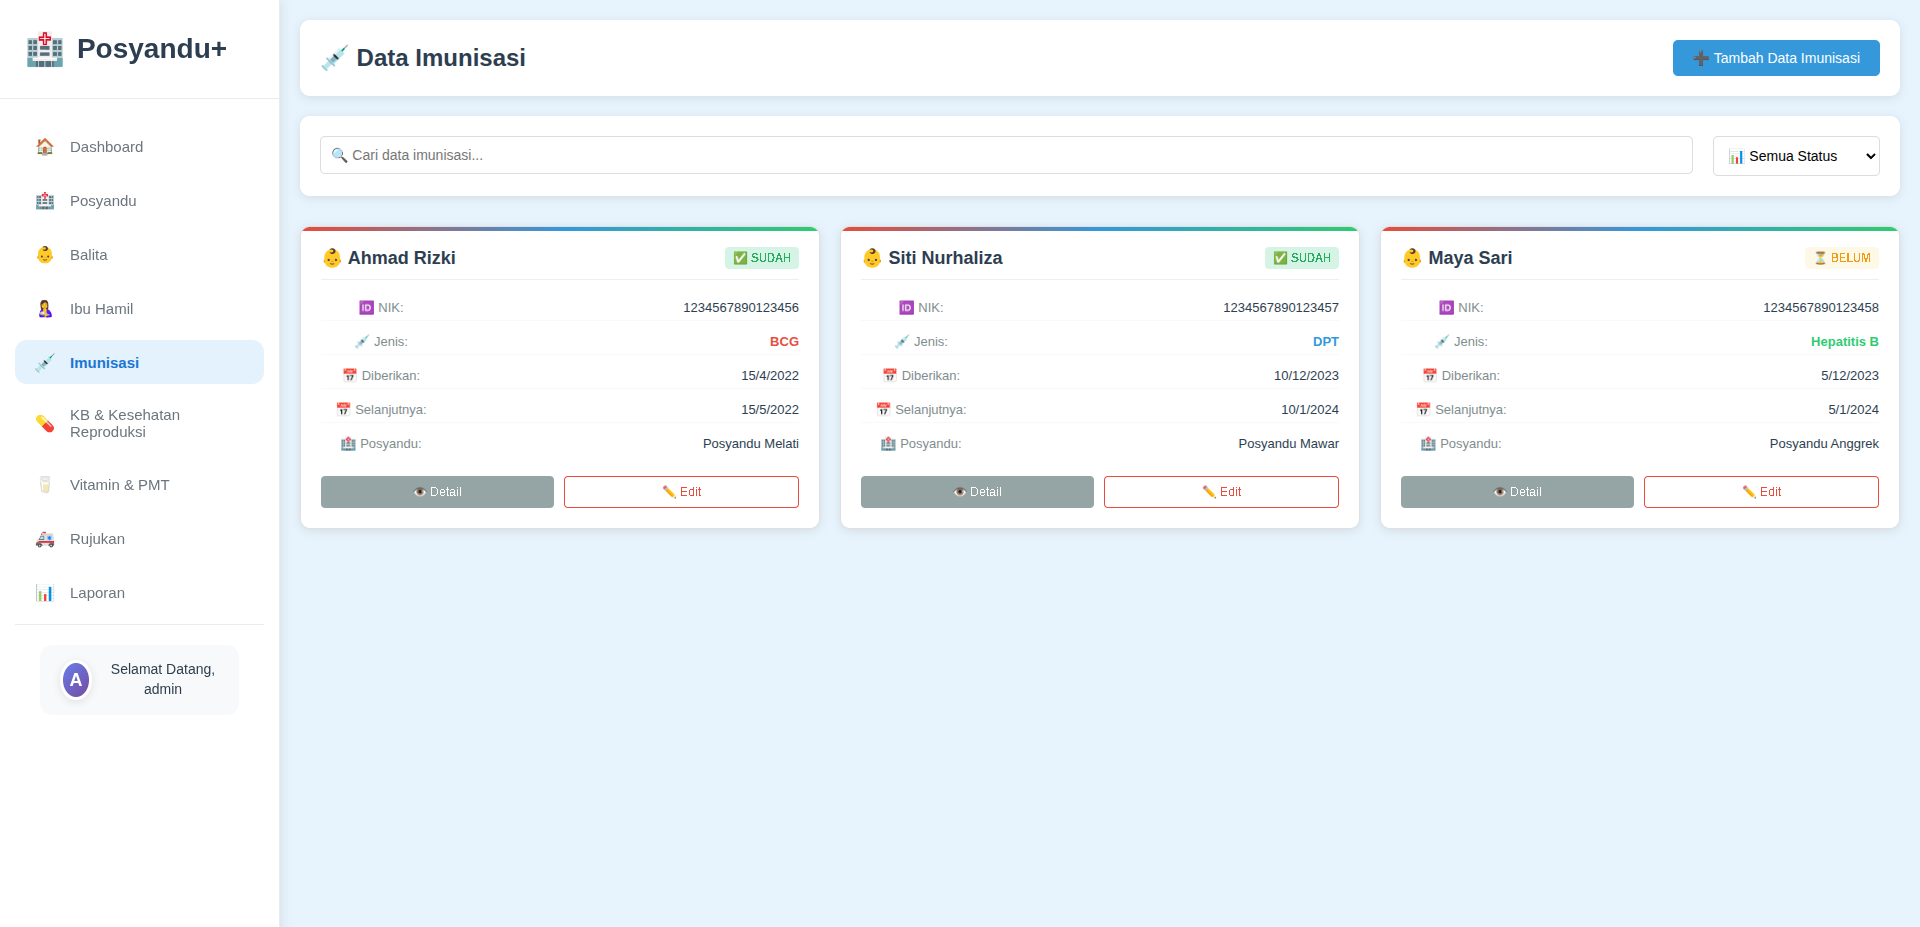 🏥 Posyandu+
🏠 Dashboard
🏥 Posyandu
👶 Balita
🤱 Ibu Hamil
💉 Imunisasi
💊 KB & Kesehatan
Reproduksi
🥛 Vitamin & PMT
🚑 Rujukan
📊 Laporan
A
Selamat Datang,
admin
💉 Data Imunisasi
➕ Tambah Data Imunisasi
🔍 Cari data imunisasi...
📊 Semua Status
👶 Ahmad Rizki ✅ SUDAH
🆔 NIK: 1234567890123456
💉 Jenis: BCG
📅 Diberikan: 15/4/2022
📅 Selanjutnya: 15/5/2022
🏥 Posyandu: Posyandu Melati
👁️ Detail ✏️ Edit
👶 Siti Nurhaliza ✅ SUDAH
🆔 NIK: 1234567890123457
💉 Jenis: DPT
📅 Diberikan: 10/12/2023
📅 Selanjutnya: 10/1/2024
🏥 Posyandu: Posyandu Mawar
👁️ Detail ✏️ Edit
👶 Maya Sari ⏳ BELUM
🆔 NIK: 1234567890123458
💉 Jenis: Hepatitis B
📅 Diberikan: 5/12/2023
📅 Selanjutnya: 5/1/2024
🏥 Posyandu: Posyandu Anggrek
👁️ Detail ✏️ Edit